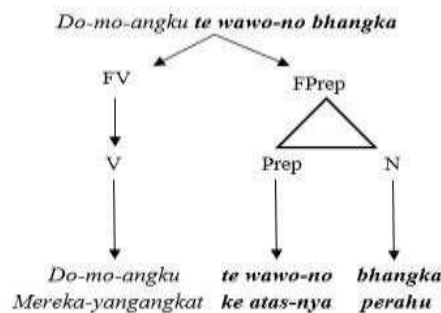 Do-mo-angku te wawo-no bhangka
FV FPrep
V Prep N
Do-mo-angku te wawo-no bhangka
Mereka-yangangkat ke atas-nya perahu